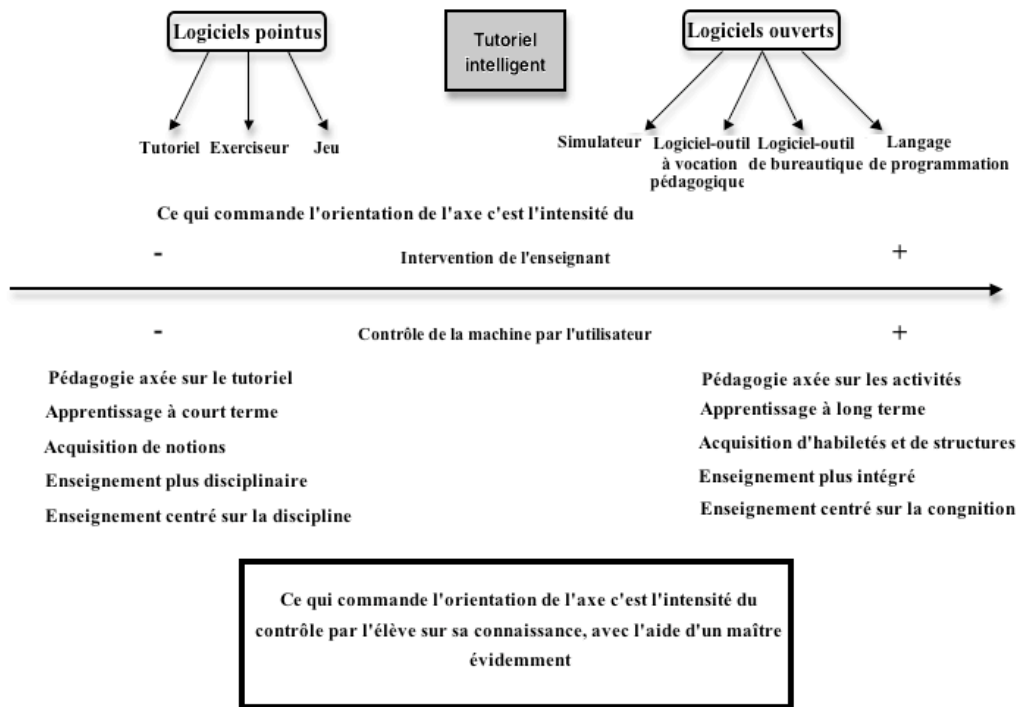 Logiciels pointus
Tutoriel
intelligent
Logiciels ouverts
Tutoriel Exerciseur Jeu
Simulateur
Logiciel-outil
à vocation
pédagogique
Logiciel-outil
de bureautique
Langage
de programmation
Ce qui commande l'orientation de l'axe c'est l'intensité du
- Intervention de l'enseignant +
- Contrôle de la machine par l'utilisateur +
Pédagogie axée sur le tutoriel
Apprentissage à court terme
Acquisition de notions
Enseignement plus disciplinaire
Enseignement centré sur la discipline
Pédagogie axée sur les activités
Apprentissage à long terme
Acquisition d'habiletés et de structures
Enseignement plus intégré
Enseignement centré sur la congnition
Ce qui commande l'orientation de l'axe c'est l'intensité du
contrôle par l'élève sur sa connaissance, avec l'aide d'un maître
évidemment